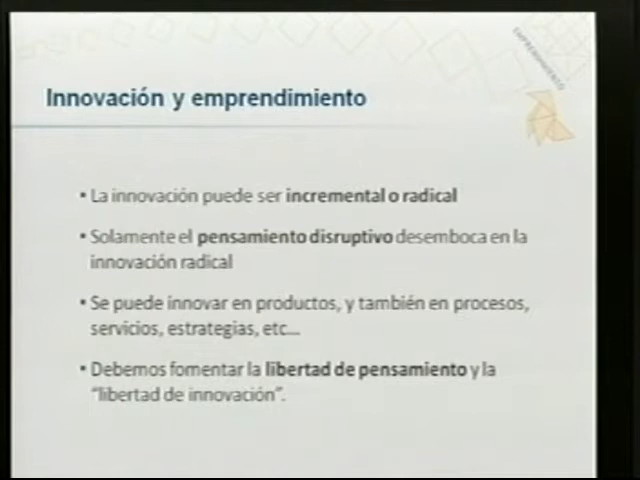 EMPRENDIMIENTO
Innovación y emprendimiento
• La innovación puede ser incremental o radical
• Solamente el pensamiento disruptivo desemboca en la
innovación radical
• Se puede innovar en productos, y también en procesos,
servicios, estrategias, etc...
• Debemos fomentar la libertad de pensamiento y la
"libertad de innovación".